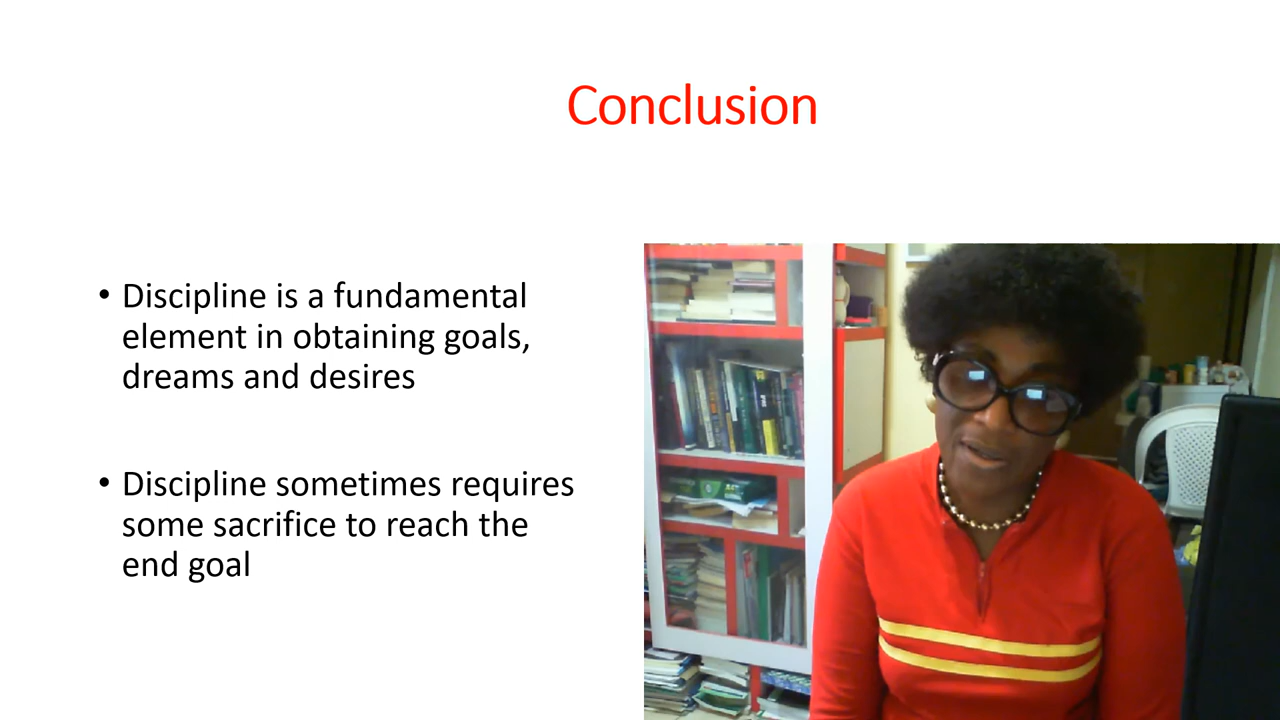 Conclusion
• Discipline is a fundamental
element in obtaining goals,
dreams and desires
• Discipline sometimes requires
some sacrifice to reach the
end goal